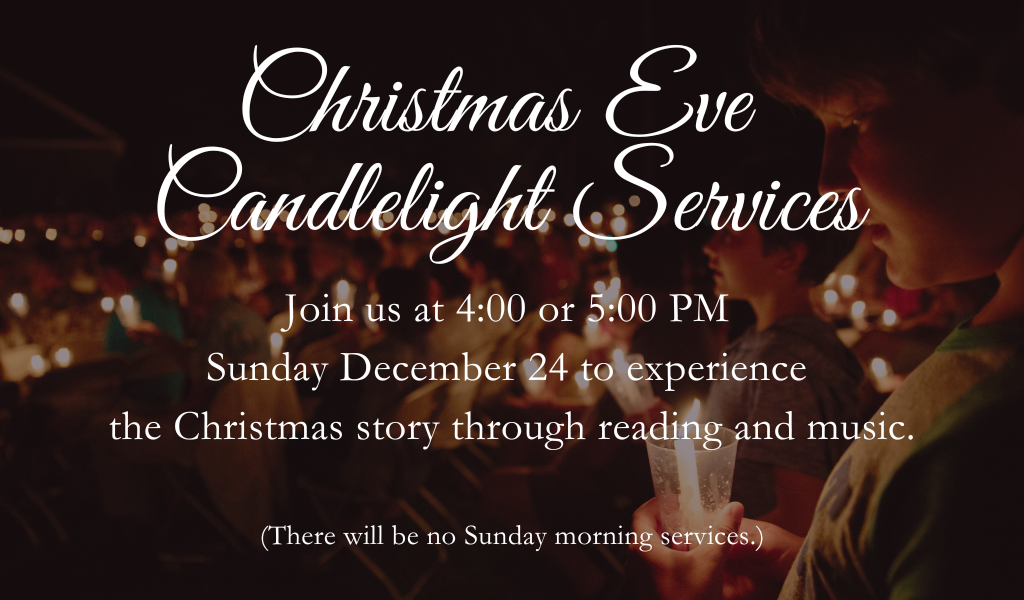 Christmas Eve
Candlelight Services
Join us at 4:00 or 5:00 PM
Sunday December 24 to experience
the Christmas story through reading and music.
(There will be no Sunday morning services.)